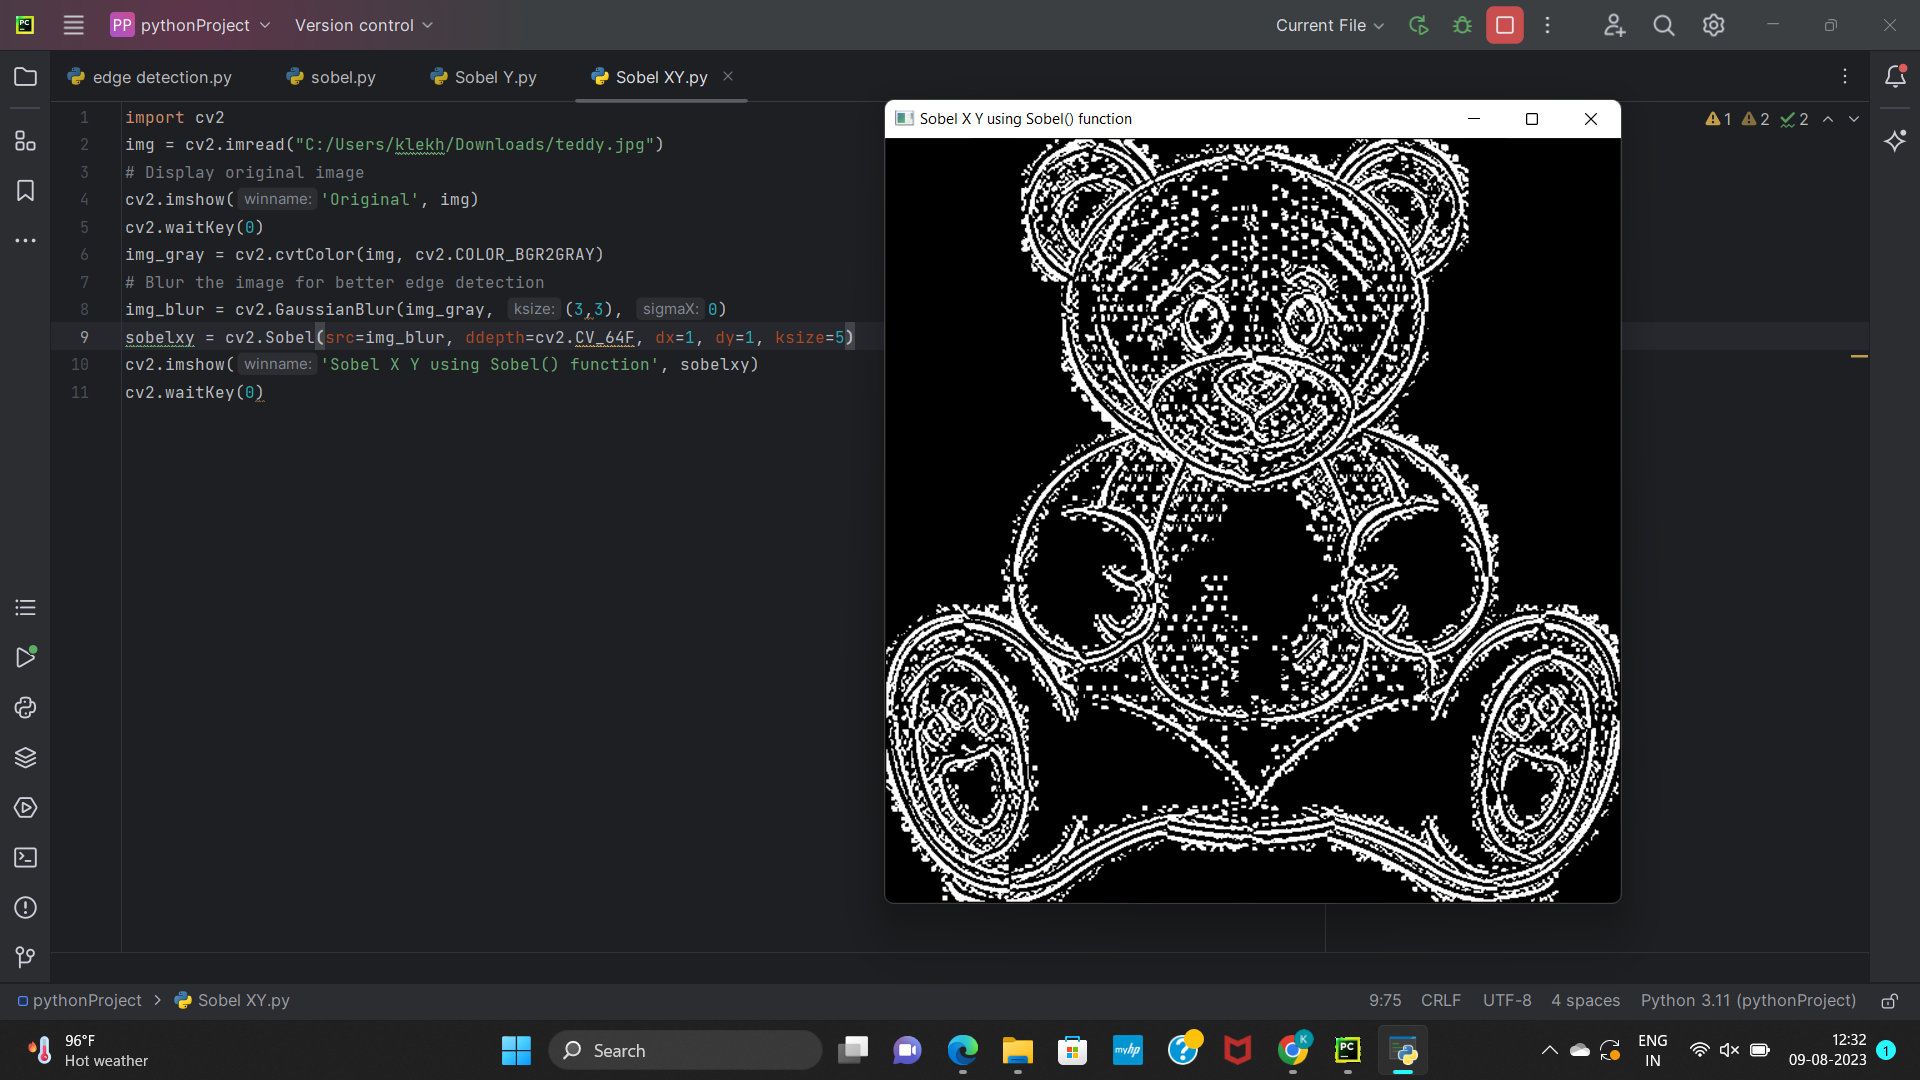 PC
PP pythonProject Version control Current File
edge detection.py sobel.py Sobel Y.py Sobel XY.py
1 import cv2
2 img = cv2.imread("C:/Users/klekh/Downloads/teddy.jpg")
3 # Display original image
4 cv2.imshow( winname: 'Original', img)
5 cv2.waitKey(0)
6 img_gray = cv2.cvtColor(img, cv2.COLOR_BGR2GRAY)
7 # Blur the image for better edge detection
8 img_blur = cv2.GaussianBlur(img_gray, ksize: (3,3), sigmaX: 0)
9 sobelxy = cv2.Sobel(src=img_blur, ddepth=cv2.CV_64F, dx=1, dy=1, ksize=5)
10 cv2.imshow( winname: 'Sobel X Y using Sobel() function', sobelxy)
11 cv2.waitKey(0)
Sobel X Y using Sobel() function
1 2 2
pythonProject > Sobel XY.py
9:75 CRLF UTF-8 4 spaces Python 3.11 (pythonProject)
96°F
Hot weather
Search
myhp
K
PC
ENG
IN
12:32
09-08-2023
1